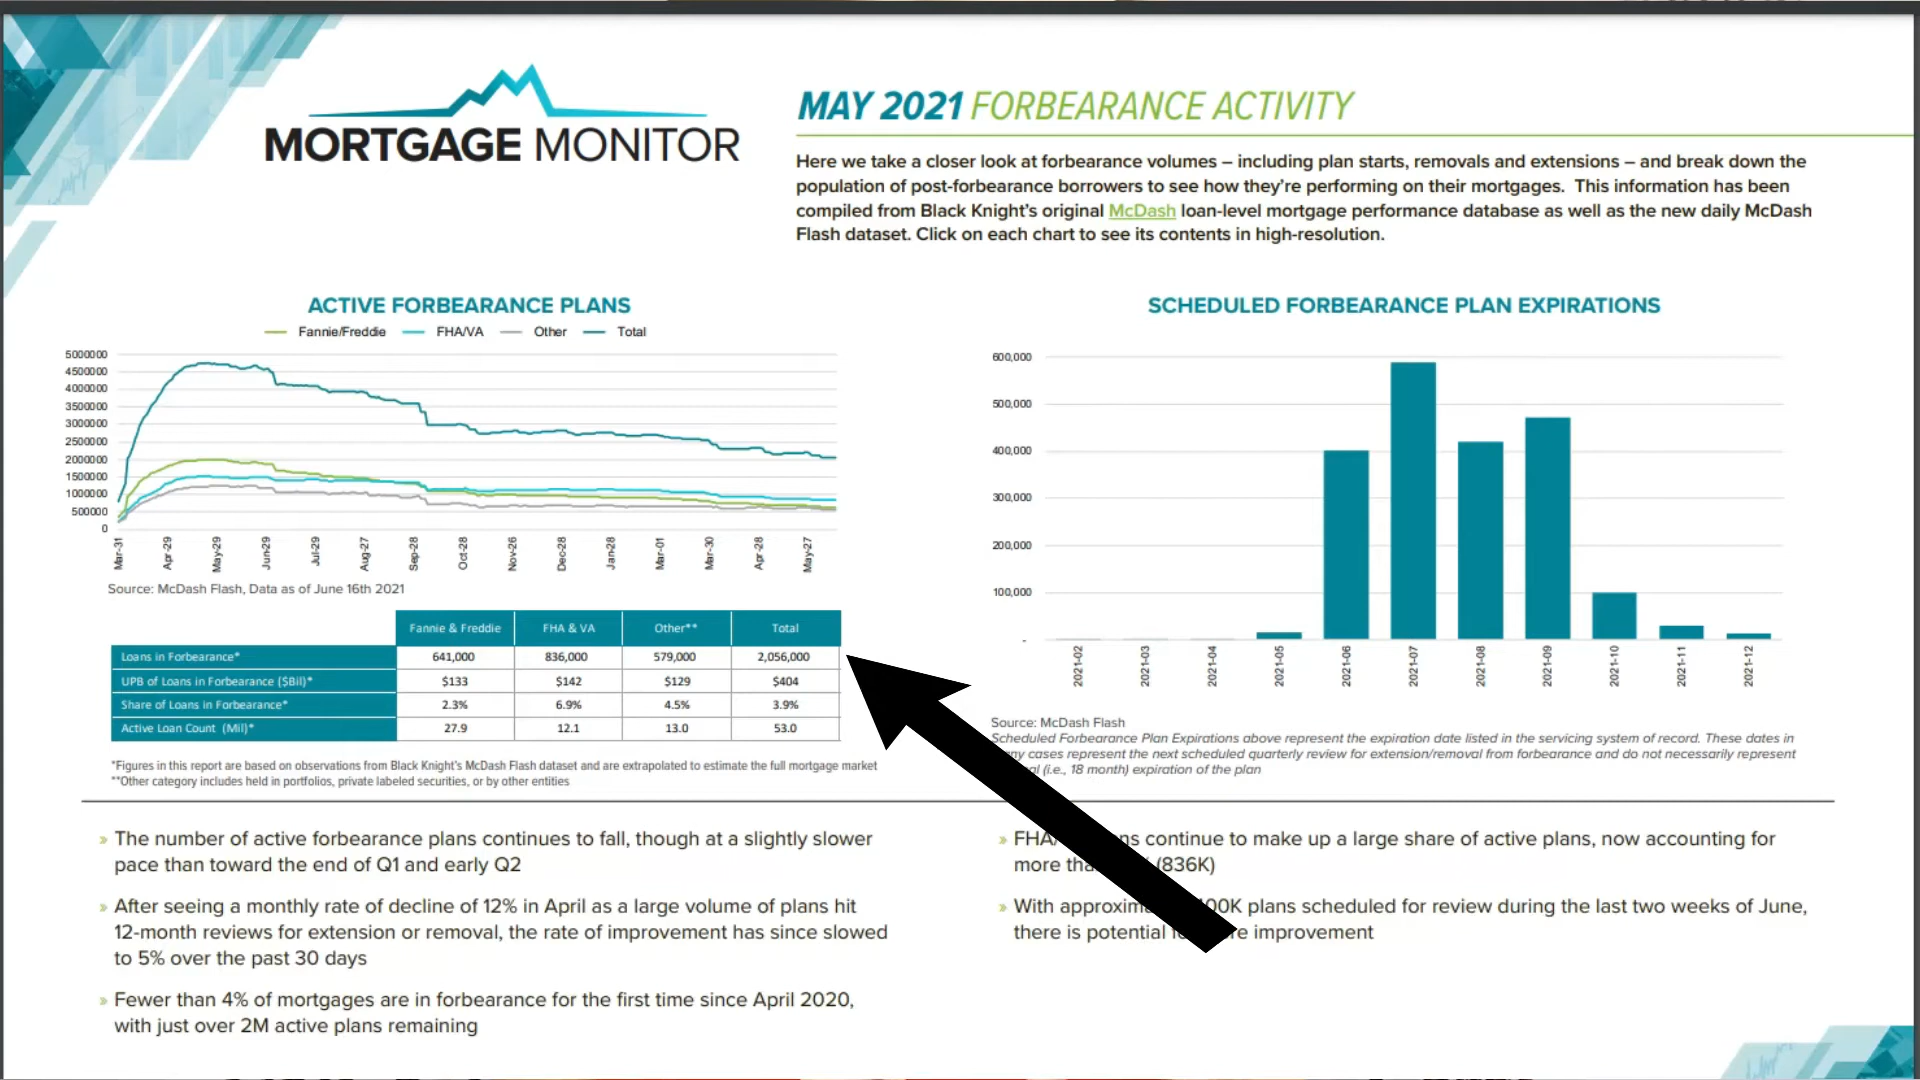 MORTGAGE MONITOR
MAY 2021 FORBEARANCE ACTIVITY
Here we take a closer look at forbearance volumes – including plan starts, removals and extensions – and break down the
population of post-forbearance borrowers to see how they're performing on their mortgages. This information has been
compiled from Black Knight's original McDash loan-level mortgage performance database as well as the new daily McDash
Flash dataset. Click on each chart to see its contents in high-resolution.
ACTIVE FORBEARANCE PLANS
Fannie/Freddie FHA/VA Other Total
5000000
4500000
4000000
3500000
3000000
2500000
2000000
1500000
1000000
500000
0
Mar-31 Apr-29 May-29 Jun-29 Jul-29 Aug-27 Sep-28 Oct-28 Nov-26 Dec-28 Jan-28 Mar-01 Mar-30 Apr-28 May-27
Source: McDash Flash, Data as of June 16th 2021
Fannie & Freddie FHA & VA Other** Total
Loans in Forbearance* 641,000 836,000 579,000 2,056,000
UPB of Loans in Forbearance ($Bil)* $133 $142 $129 $404
Share of Loans in Forbearance* 2.3% 6.9% 4.5% 3.9%
Active Loan Count (Mil)* 27.9 12.1 13.0 53.0
*Figures in this report are based on observations from Black Knight's McDash Flash dataset and are extrapolated to estimate the full mortgage market
**Other category includes held in portfolios, private labeled securities, or by other entities
SCHEDULED FORBEARANCE PLAN EXPIRATIONS
600,000
500,000
400,000
300,000
200,000
100,000
-
2021-02 2021-03 2021-04 2021-05 2021-06 2021-07 2021-08 2021-09 2021-10 2021-11 2021-12
Source: McDash Flash
Scheduled Forbearance Plan Expirations above represent the expiration date listed in the servicing system of record. These dates in
cases represent the next scheduled quarterly review for extension/removal from forbearance and do not necessarily represent
(i.e., 18 month) expiration of the plan
» The number of active forbearance plans continues to fall, though at a slightly slower
pace than toward the end of Q1 and early Q2
» After seeing a monthly rate of decline of 12% in April as a large volume of plans hit
12-month reviews for extension or removal, the rate of improvement has since slowed
to 5% over the past 30 days
» Fewer than 4% of mortgages are in forbearance for the first time since April 2020,
with just over 2M active plans remaining
» continue to make up a large share of active plans, now accounting for
more (836K)
» With plans scheduled for review during the last two weeks of June,
there is potential improvement